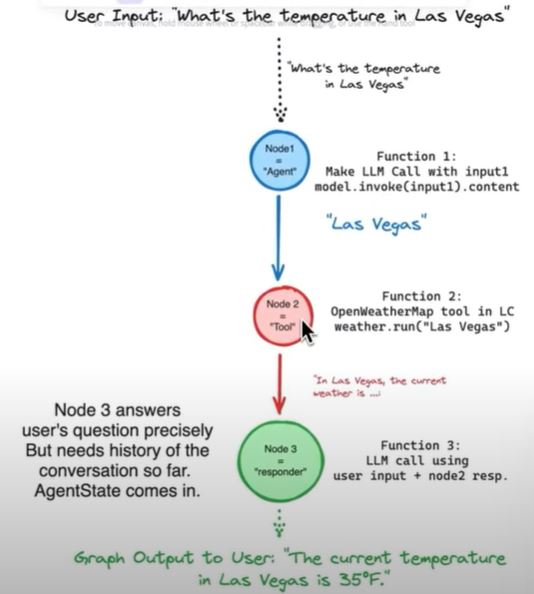 User Input: "What's the temperature in Las Vegas"
"What's the temperature
in Las Vegas"
Node1
=
"Agent"
Function 1:
Make LLM Call with input1
model.invoke(input1).content
"Las Vegas"
Node 2
=
"Tool"
Function 2:
OpenWeatherMap tool in LC
weather.run("Las Vegas")
"In Las Vegas, the current
weather is ....
Node 3 answers
user's question precisely
But needs history of the
conversation so far.
AgentState comes in.
Node 3
=
"responder"
Function 3:
LLM call using
user input + node2 resp.
Graph Output to User: "The current temperature
in Las Vegas is 35°F."